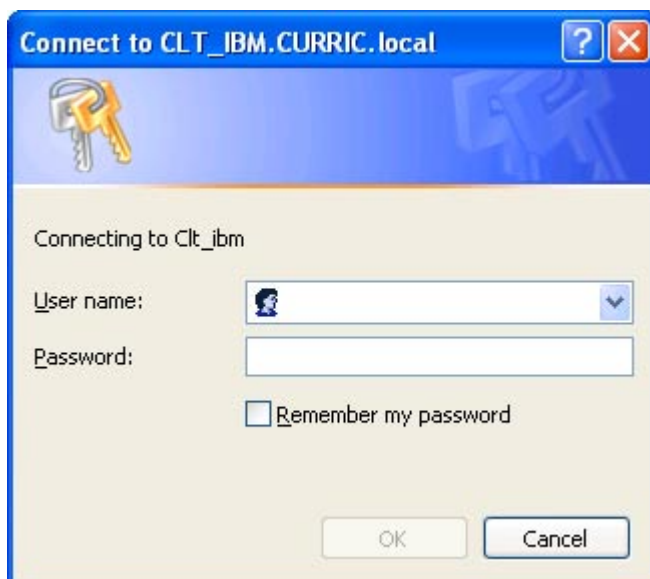 Connect to CLT_IBM.CURRIC.local
Connecting to Clt_ibm
User name:
Password:
Remember my password
OK
Cancel